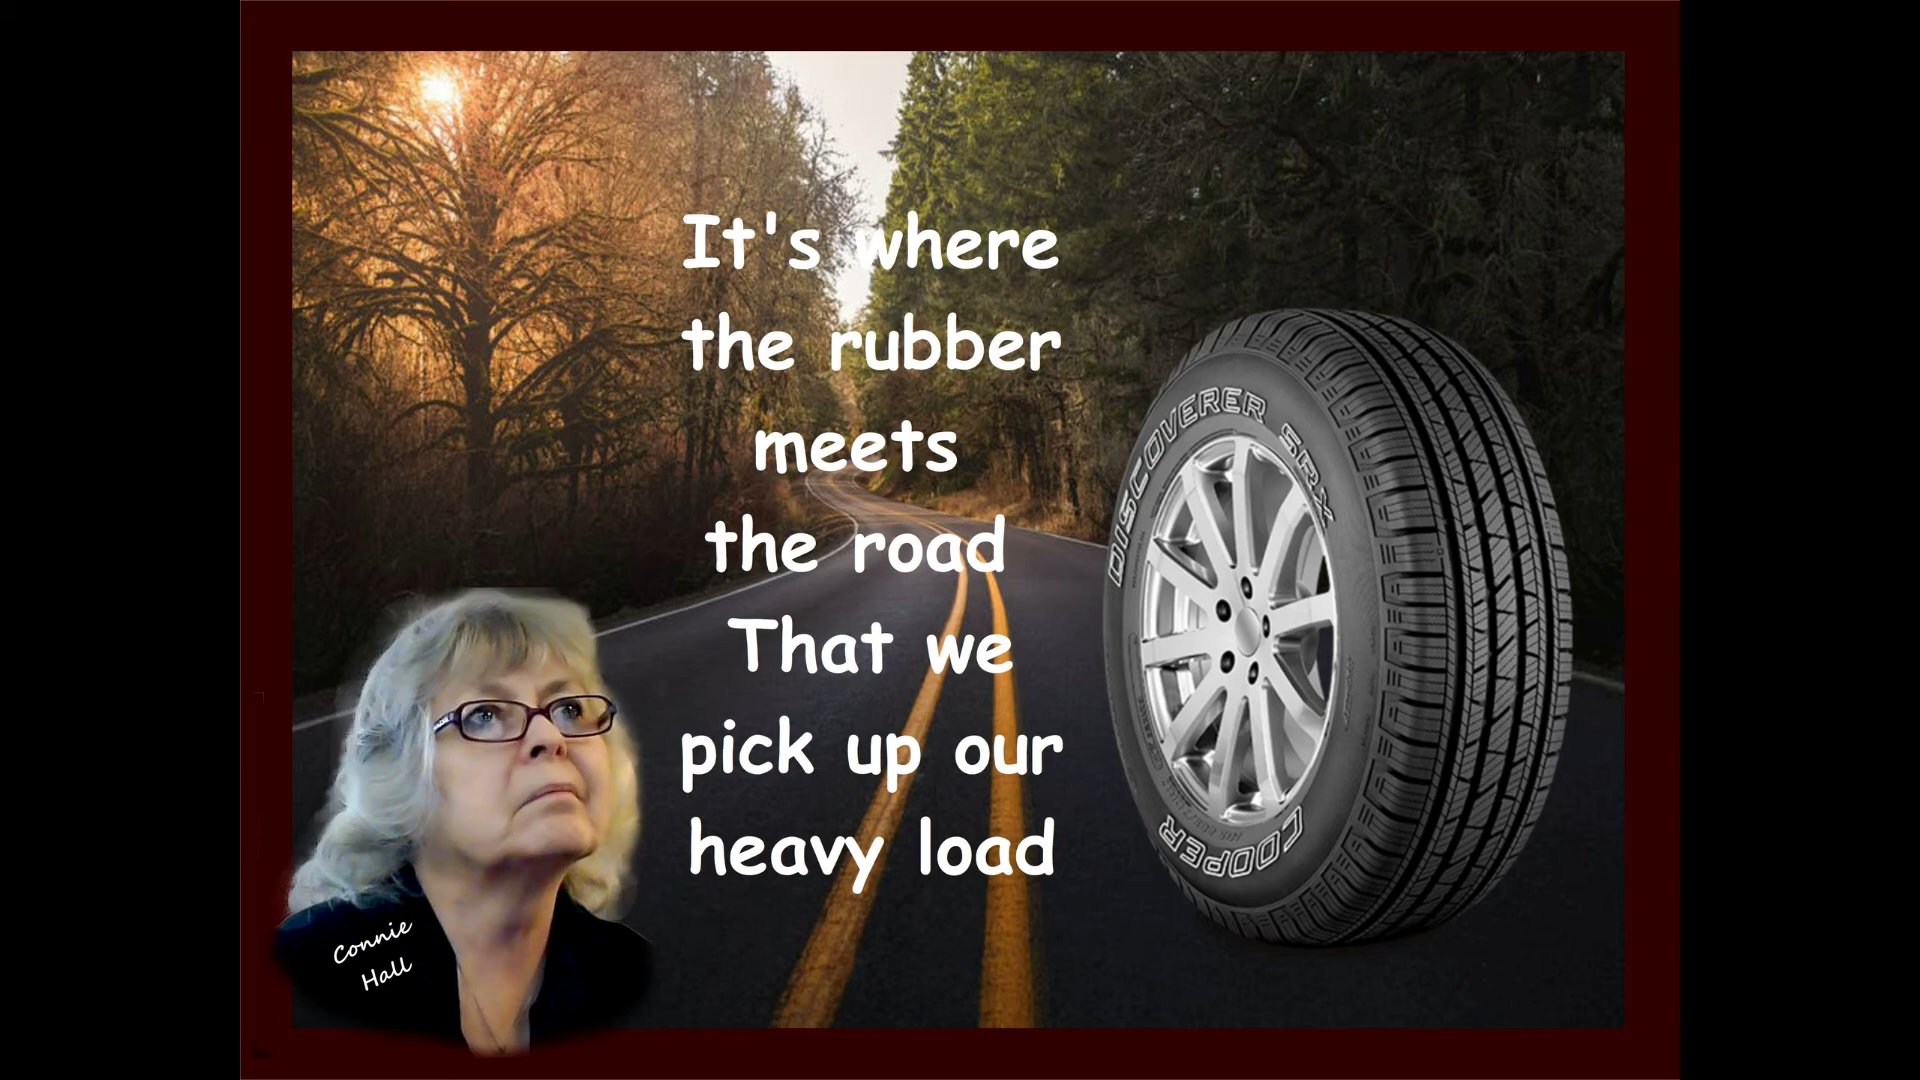 It's where
the rubber
meets
the road
That we
pick up our
heavy load
DISCOVERER SRX
COOPER
Connie
Hall